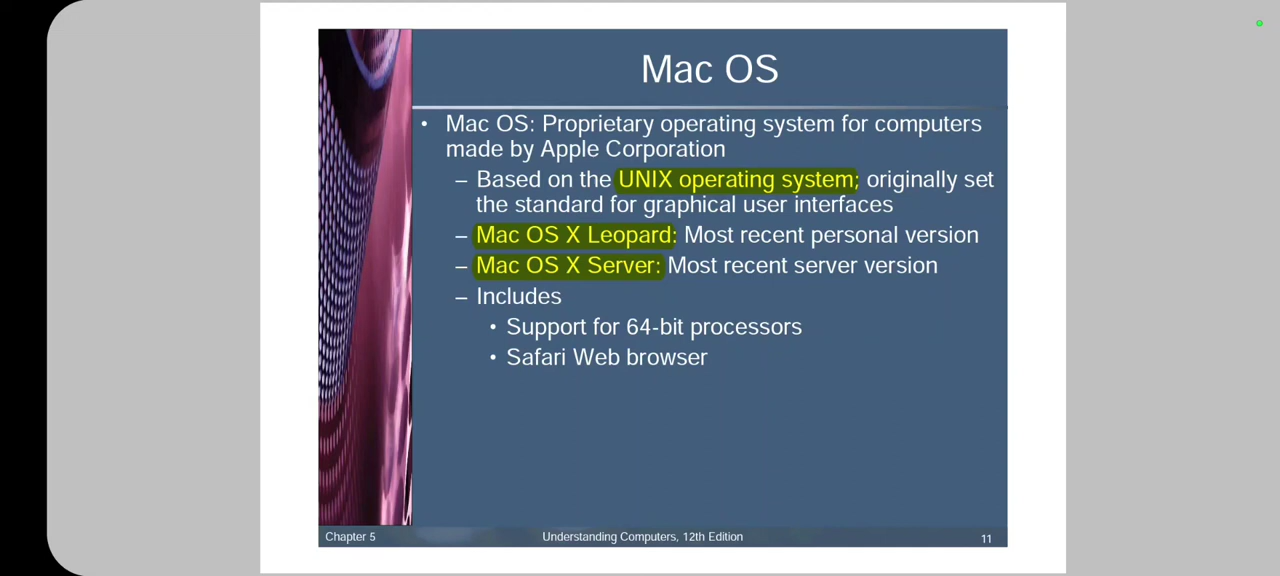 Mac OS
• Mac OS: Proprietary operating system for computers
made by Apple Corporation
– Based on the UNIX operating system; originally set
the standard for graphical user interfaces
– Mac OS X Leopard: Most recent personal version
– Mac OS X Server: Most recent server version
– Includes
• Support for 64-bit processors
• Safari Web browser
Chapter 5 Understanding Computers, 12th Edition 11